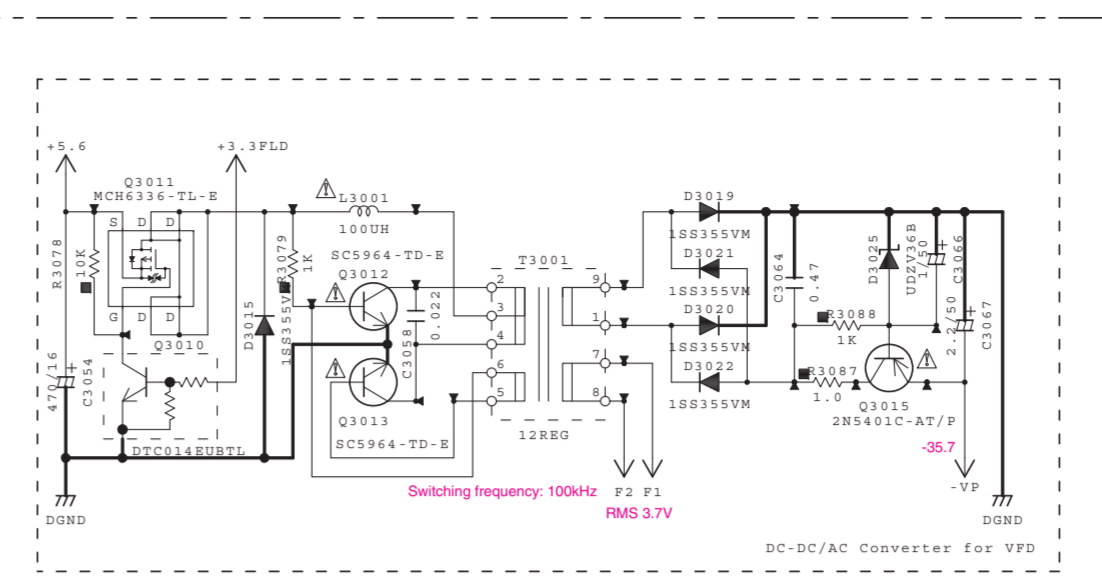 +5.6
+3.3FLD
Q3011
MCH6336-TL-E
S D D
G D D
R3078
10K
Q3010
DTC014EUBTL
470/16
C3054
DGND
D3015
1SS355V
R3079
1K
L3001
100UH
SC5964-TD-E
Q3012
C3058
0.022
Q3013
SC5964-TD-E
T3001
2
3
4
6
5
9
1
7
8
12REG
Switching frequency: 100kHz
F2 F1
RMS 3.7V
D3019
1SS355VM
D3021
1SS355VM
D3020
1SS355VM
D3022
1SS355VM
C3064
0.47
R3088
1K
R3087
1.0
D3025
UDZV36B
1/50
C3066
2.2/50
C3067
Q3015
2N5401C-AT/P
-35.7
-VP
DGND
DC-DC/AC Converter for VFD